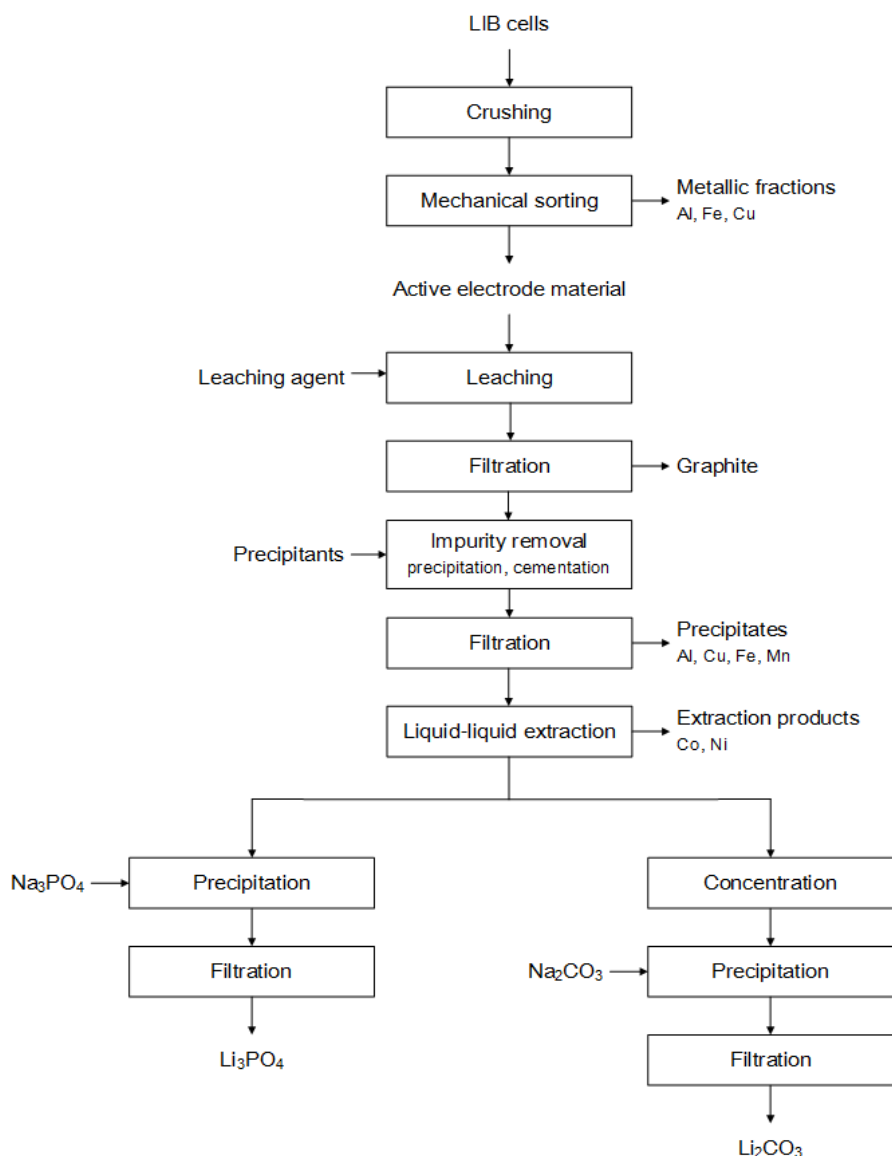 LIB cells
Crushing
Mechanical sorting
Metallic fractions
Al, Fe, Cu
Active electrode material
Leaching agent
Leaching
Filtration
Graphite
Precipitants
Impurity removal
precipitation, cementation
Filtration
Precipitates
Al, Cu, Fe, Mn
Liquid-liquid extraction
Extraction products
Co, Ni
Na₃PO₄
Precipitation
Filtration
Li₃PO₄
Concentration
Na₂CO₃
Precipitation
Filtration
Li₂CO₃